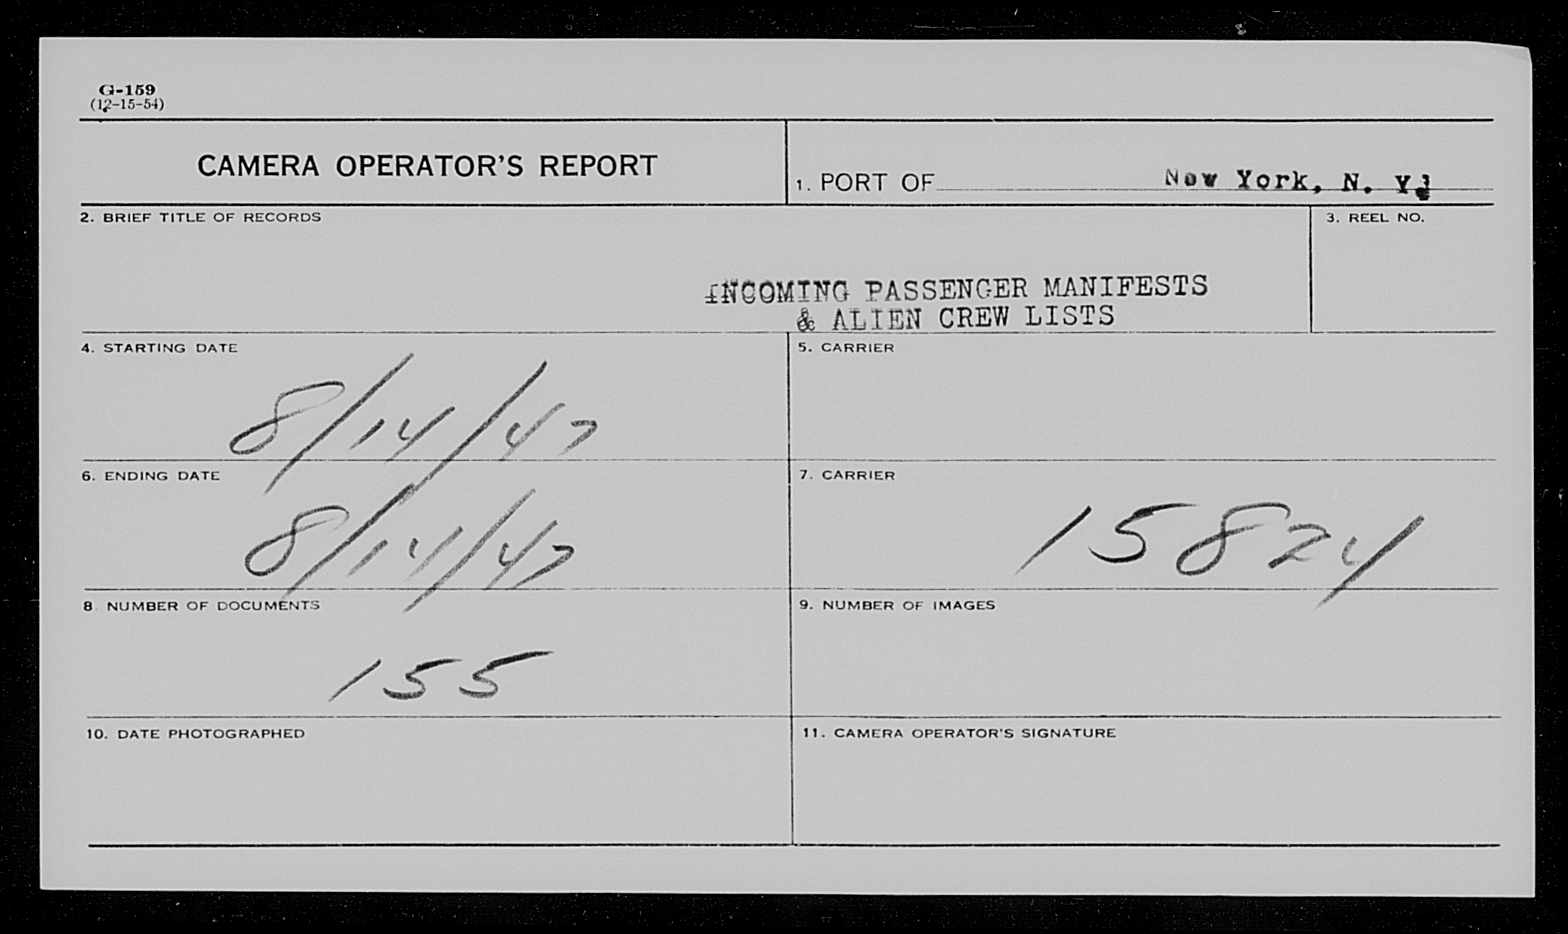 G-159
(12-15-54)
CAMERA OPERATOR'S REPORT
1. PORT OF New York, N. Y.
2. BRIEF TITLE OF RECORDS
3. REEL NO.
INCOMING PASSENGER MANIFESTS
& ALIEN CREW LISTS
4. STARTING DATE
8/14/47
5. CARRIER
6. ENDING DATE
8/14/47
7. CARRIER
15824
8 NUMBER OF DOCUMENTS
155
9. NUMBER OF IMAGES
10. DATE PHOTOGRAPHED
11. CAMERA OPERATOR'S SIGNATURE